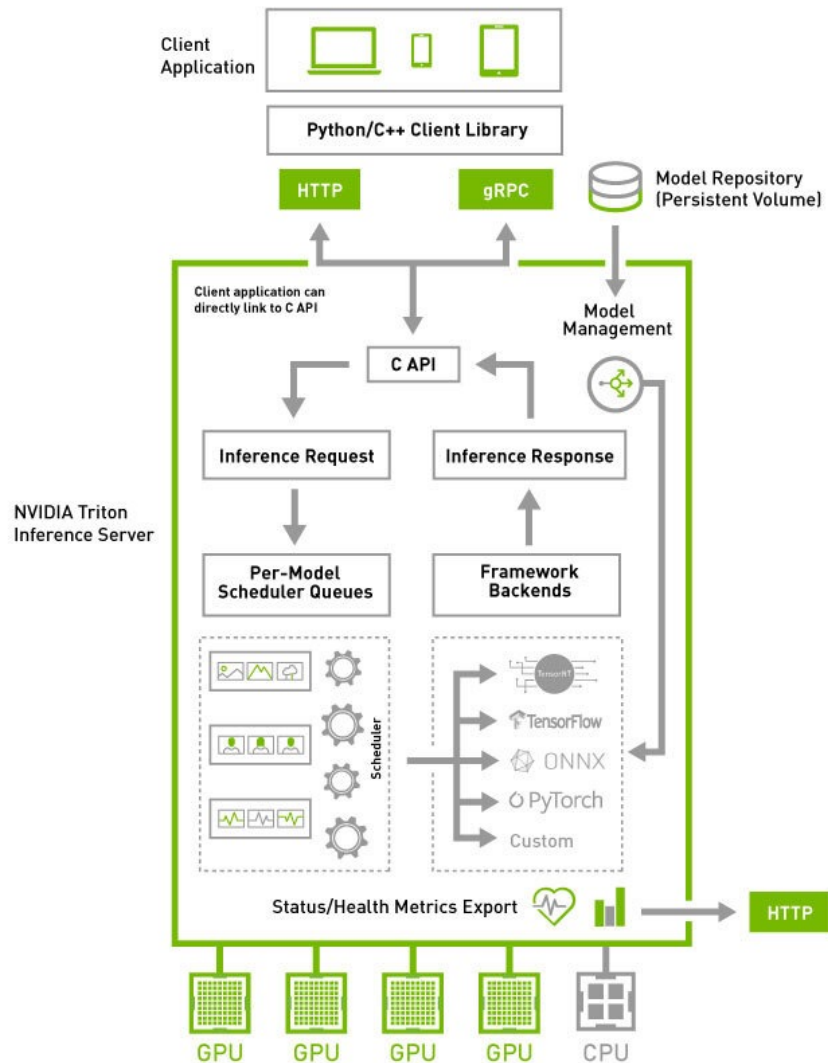 Client
Application
Python/C++ Client Library
HTTP
gRPC
Model Repository
(Persistent Volume)
Client application can
directly link to C API
Model
Management
C API
Inference Request
Inference Response
NVIDIA Triton
Inference Server
Per-Model
Scheduler Queues
Framework
Backends
Scheduler
TensorRT
TensorFlow
ONNX
PyTorch
Custom
Status/Health Metrics Export
HTTP
GPU
GPU
GPU
GPU
CPU